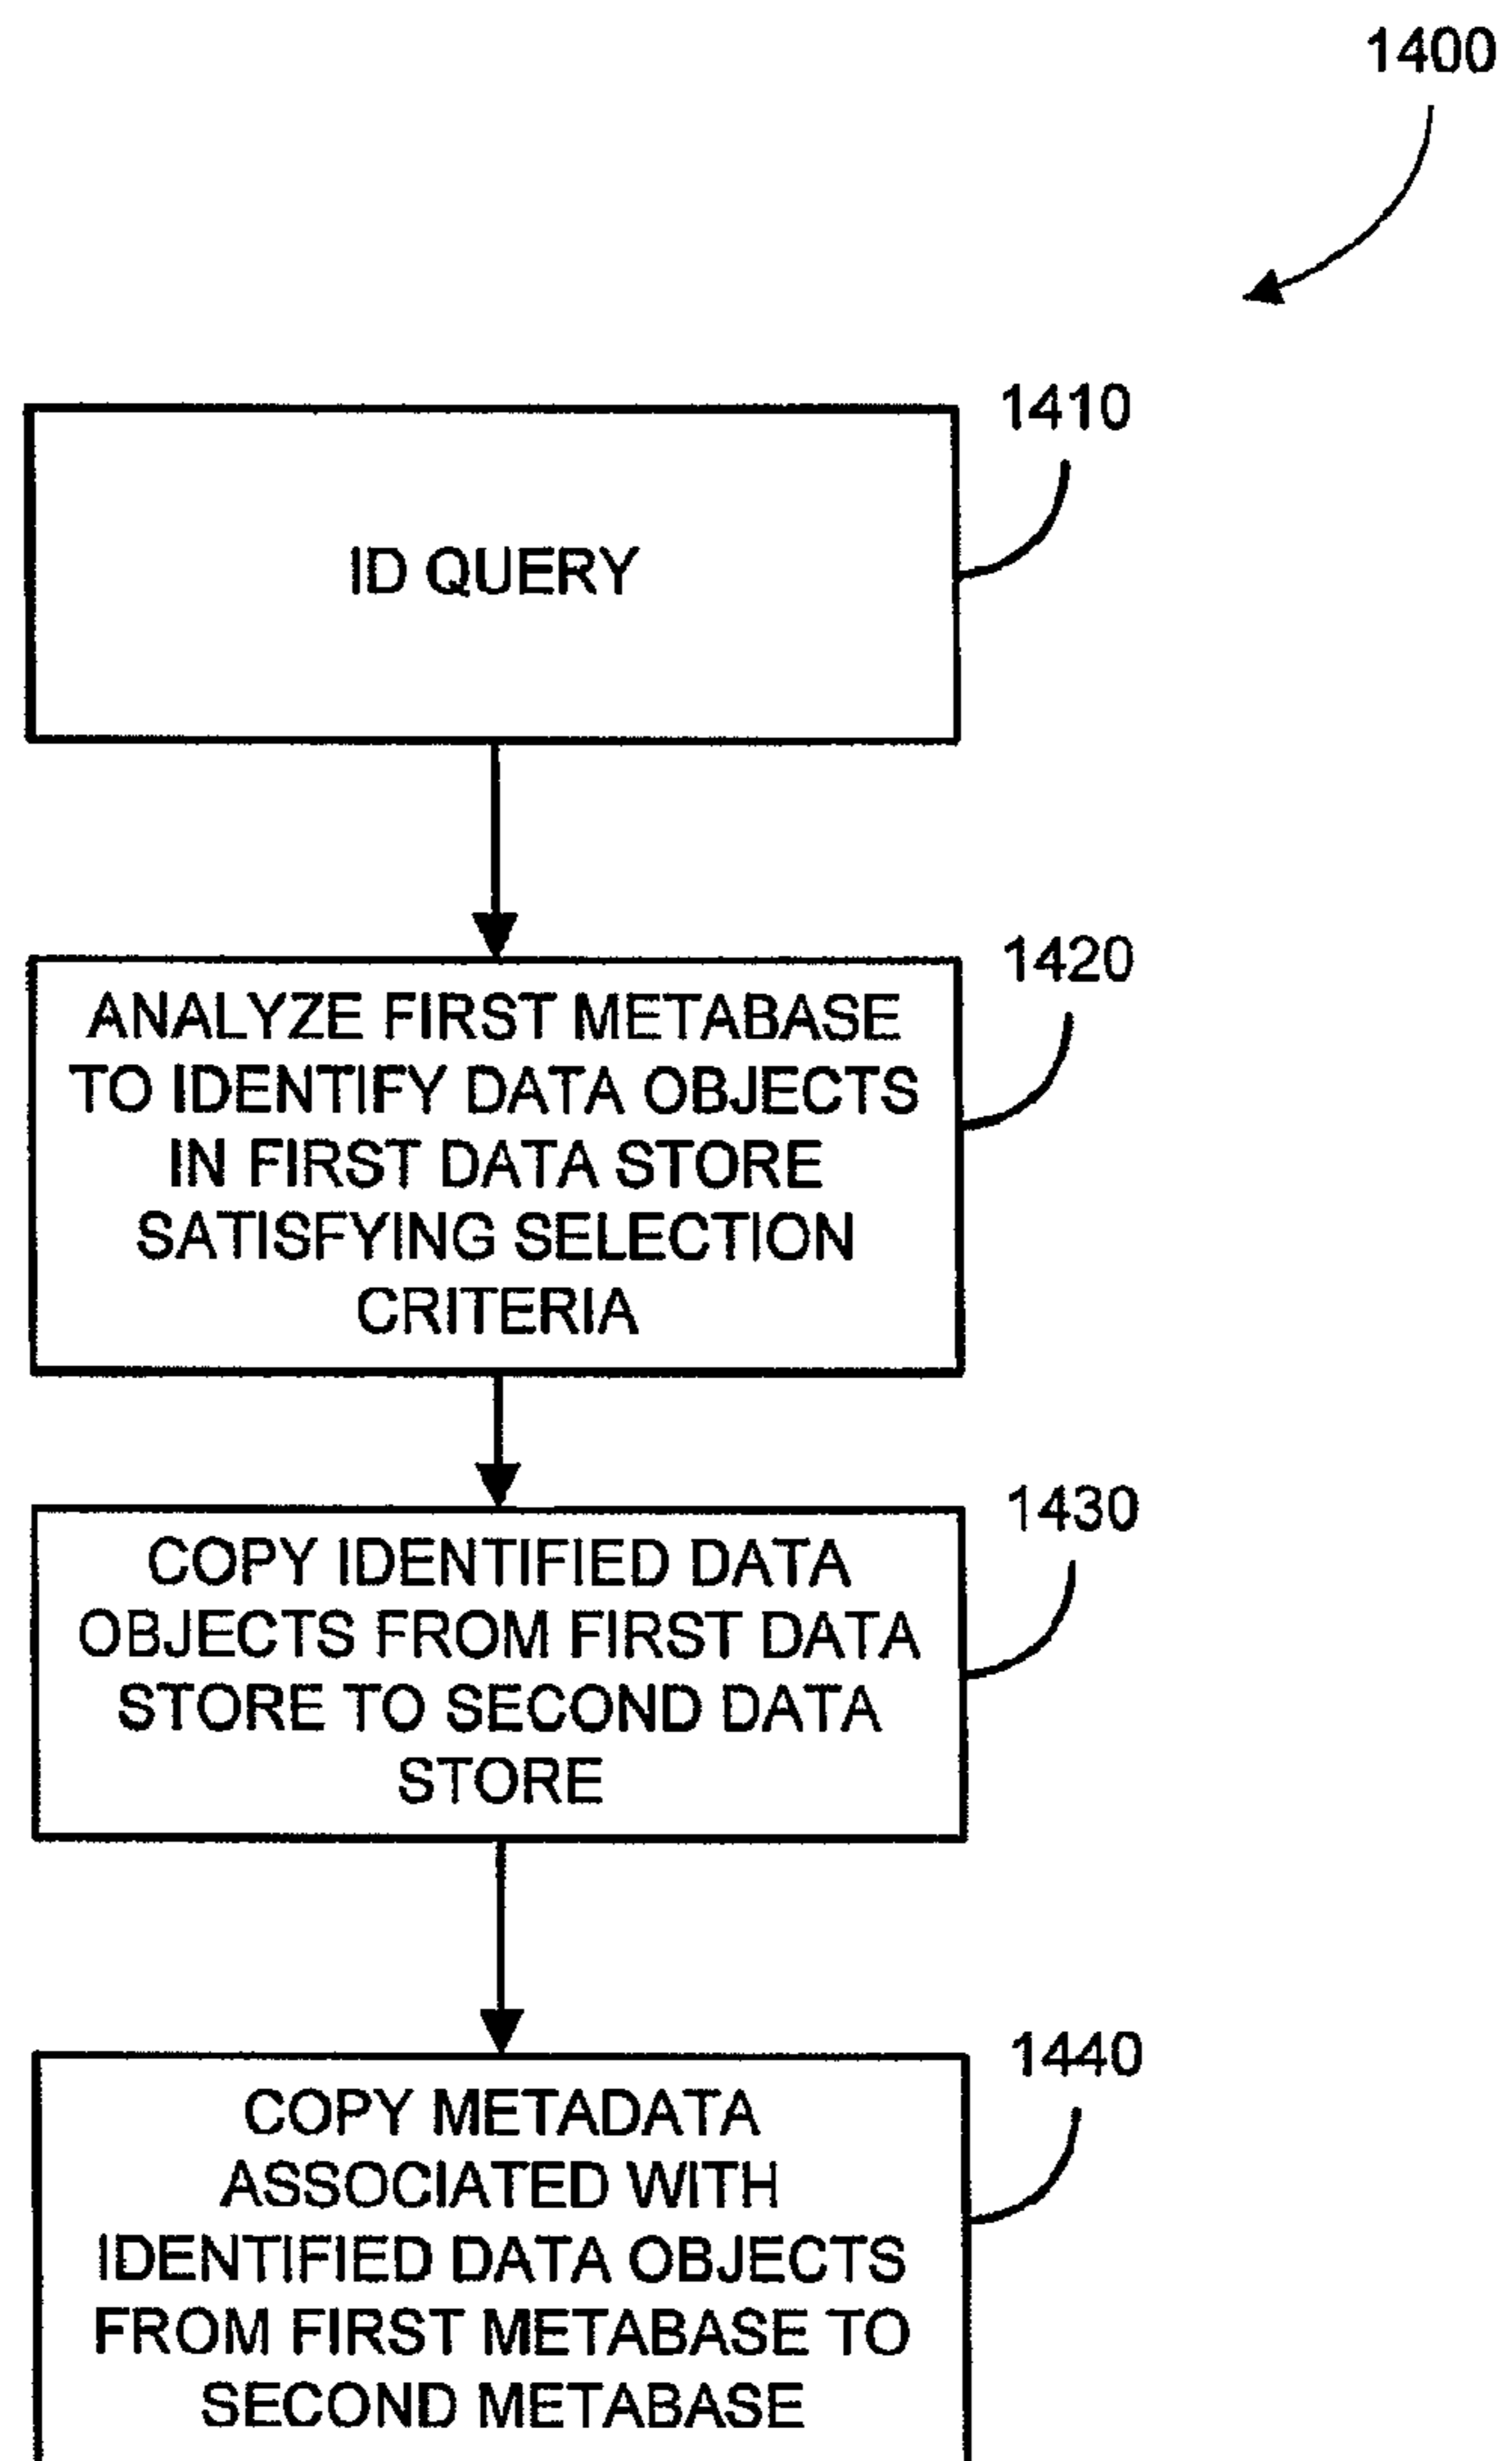 1400
1410
ID QUERY
1420
ANALYZE FIRST METABASE
TO IDENTIFY DATA OBJECTS
IN FIRST DATA STORE
SATISFYING SELECTION
CRITERIA
1430
COPY IDENTIFIED DATA
OBJECTS FROM FIRST DATA
STORE TO SECOND DATA
STORE
1440
COPY METADATA
ASSOCIATED WITH
IDENTIFIED DATA OBJECTS
FROM FIRST METABASE TO
SECOND METABASE